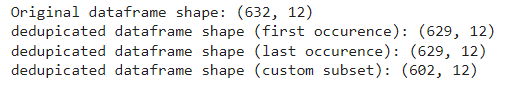 Original dataframe shape: (632, 12)
dedupicated dataframe shape (first occurence): (629, 12)
dedupicated dataframe shape (last occurence): (629, 12)
dedupicated dataframe shape (custom subset): (602, 12)